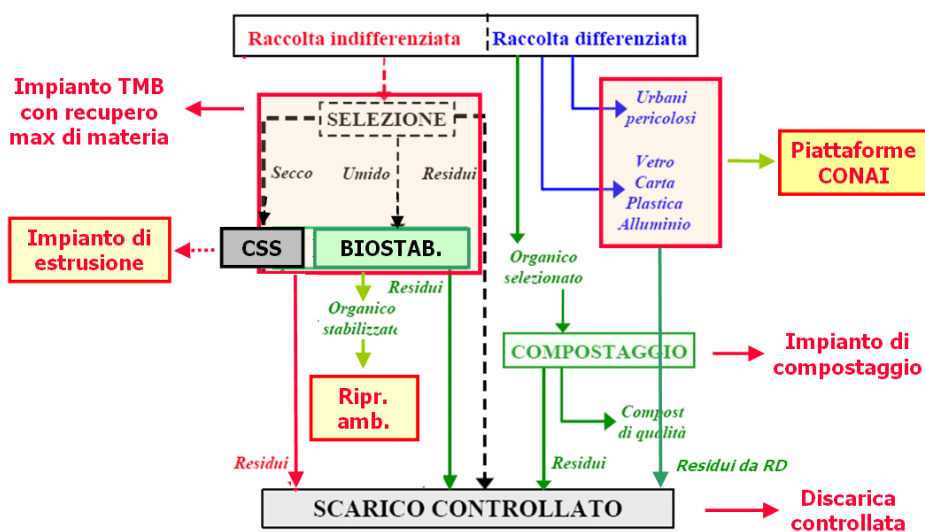 Raccolta indifferenziata
Raccolta differenziata
Impianto TMB
con recupero
max di materia
SELEZIONE
Secco
Umido
Residui
Urbani
pericolosi
Vetro
Carta
Plastica
Alluminio
Piattaforme
CONAI
Impianto di
estrusione
CSS
BIOSTAB.
Organico
selezionato
Residui
Organico
stabilizzato
COMPOSTAGGIO
Impianto di
compostaggio
Ripr.
amb.
Compost
di qualità
Residui
Residui
Residui da RD
SCARICO CONTROLLATO
Discarica
controllata